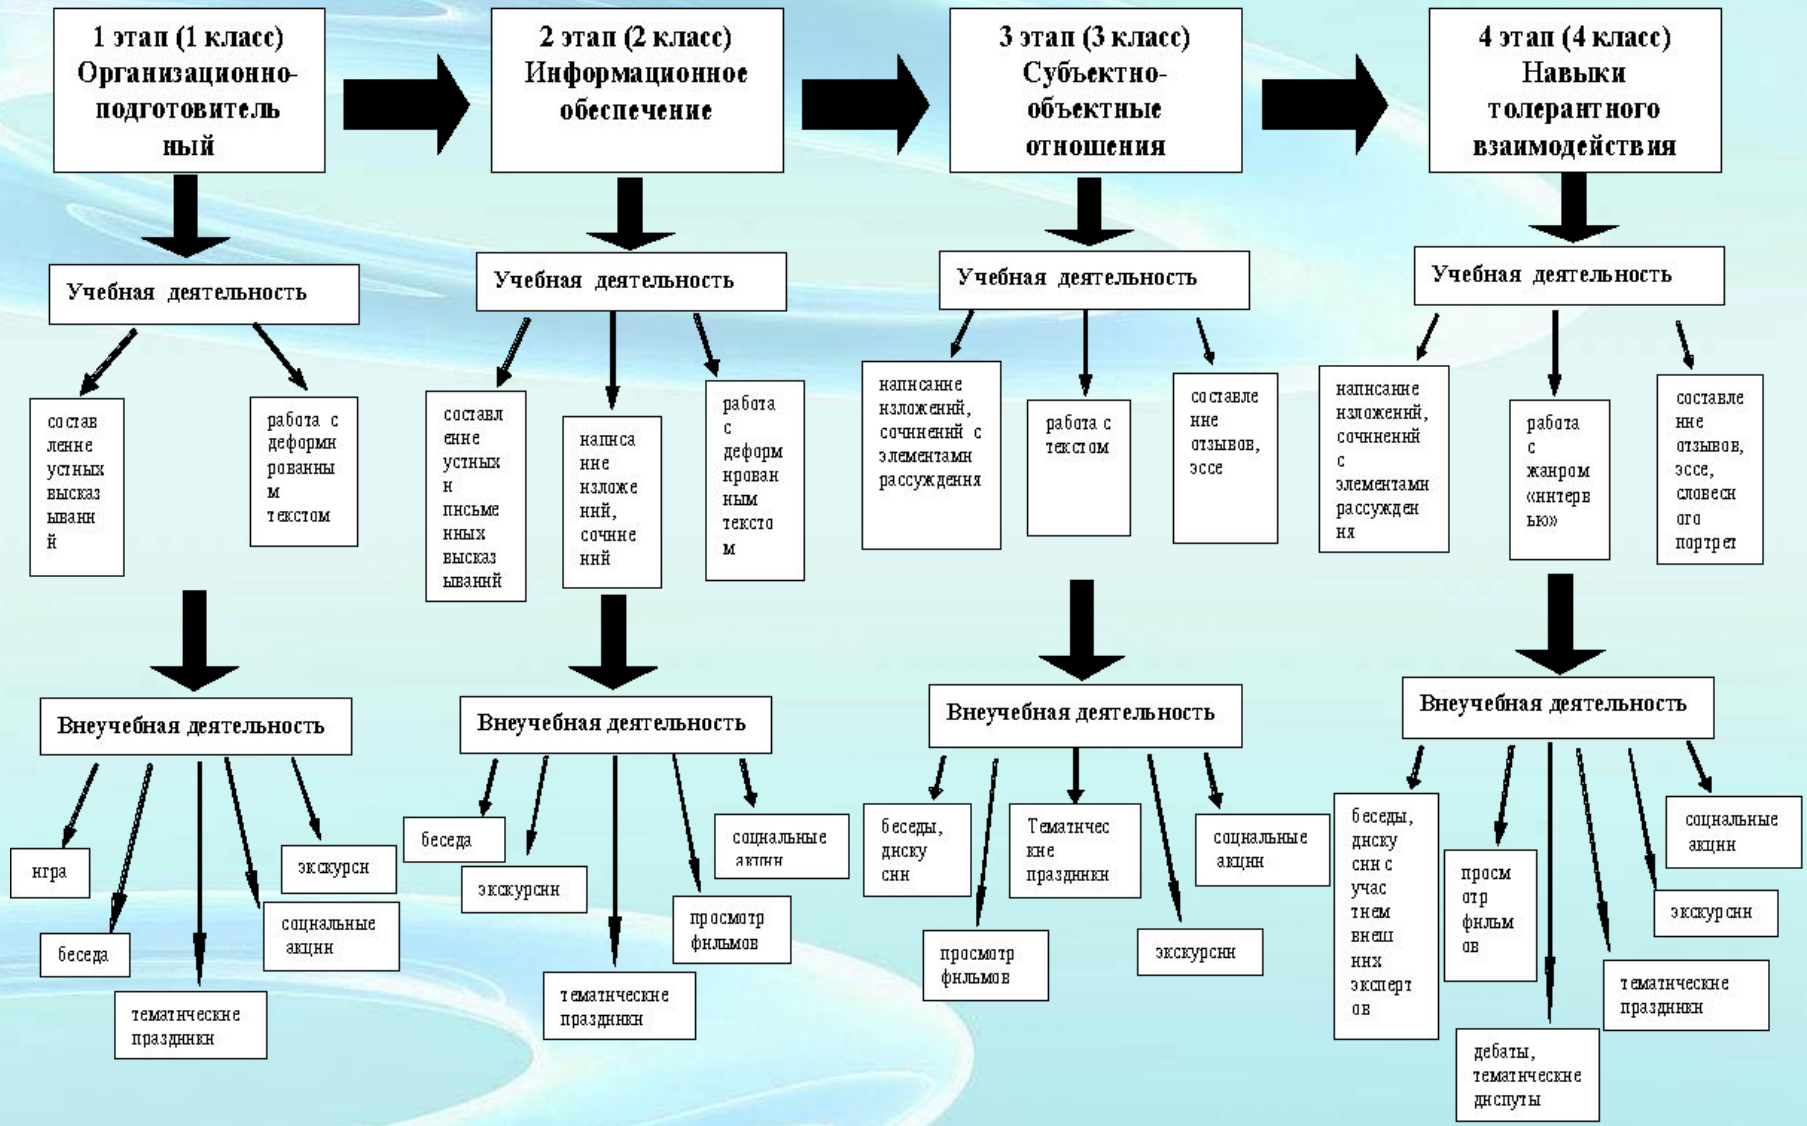 1 этап (1 класс)
Организационно-
подготовитель
ный
2 этап (2 класс)
Информационное
обеспечение
3 этап (3 класс)
Субъектно-
объектные
отношения
4 этап (4 класс)
Навыки
толерантного
взаимодействия
Учебная деятельность
Учебная деятельность
Учебная деятельность
Учебная деятельность
состав
ление
устных
высказ
ывани
й
работа с
деформи
рованны
м
текстом
составл
ение
устных
и
письме
нных
высказ
ываний
написа
ние
изложе
ний,
сочине
ний
работа
с
деформ
ирован
ным
тексто
м
написание
изложений,
сочинений с
элементами
рассуждения
работа с
текстом
составле
ние
отзывов,
эссе
написание
изложений,
сочинений
с
элементами
рассужден
ия
работа
с
жанром
«интерв
ью»
составле
ние
отзывов,
эссе,
словесн
ого
портрет
Внеучебная деятельность
Внеучебная деятельность
Внеучебная деятельность
Внеучебная деятельность
игра
беседа
тематические
праздники
социальные
акции
экскурси
беседа
экскурсии
тематические
праздники
просмотр
фильмов
социальные
акции
беседы,
диску
сии
просмотр
фильмов
Тематичес
кие
праздники
экскурсии
социальные
акции
беседы,
диску
сии с
учас
тием
внеш
них
эксперт
ов
просм
отр
фильм
ов
дебаты,
тематические
диспуты
тематические
праздники
экскурсии
социальные
акции